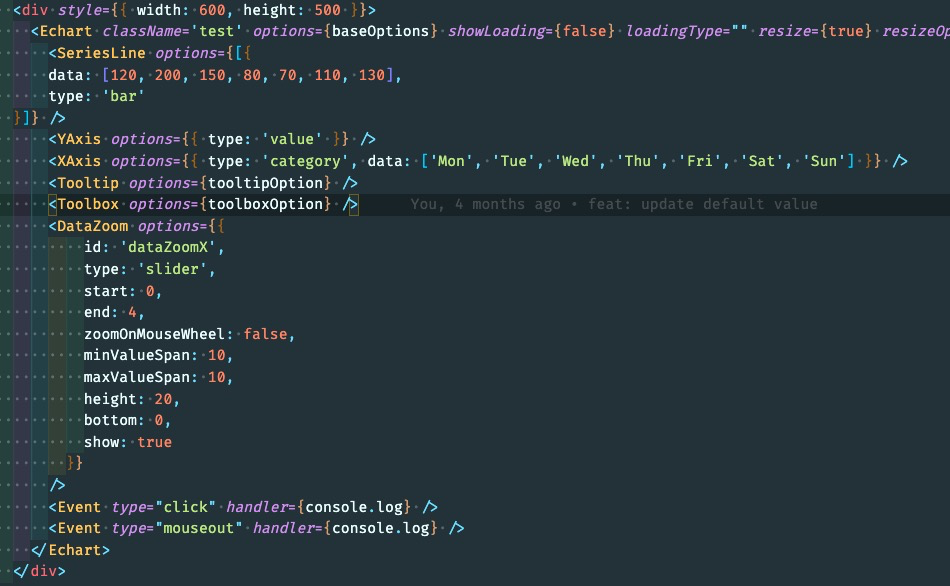 <div style={{ width: 600, height: 500 }}>
<Echart className='test' options={baseOptions} showLoading={false} loadingType="" resize={true} resizeOp
<SeriesLine options={[{
data: [120, 200, 150, 80, 70, 110, 130],
type: 'bar'
}]} />
<YAxis options={{ type: 'value' }} />
<XAxis options={{ type: 'category', data: ['Mon', 'Tue', 'Wed', 'Thu', 'Fri', 'Sat', 'Sun'] }} />
<Tooltip options={tooltipOption} />
<Toolbox options={toolboxOption} /> You, 4 months ago • feat: update default value
<DataZoom options={{
id: 'dataZoomX',
type: 'slider',
start: 0,
end: 4,
zoomOnMouseWheel: false,
minValueSpan: 10,
maxValueSpan: 10,
height: 20,
bottom: 0,
show: true
}}
/>
<Event type="click" handler={console.log} />
<Event type="mouseout" handler={console.log} />
</Echart>
</div>